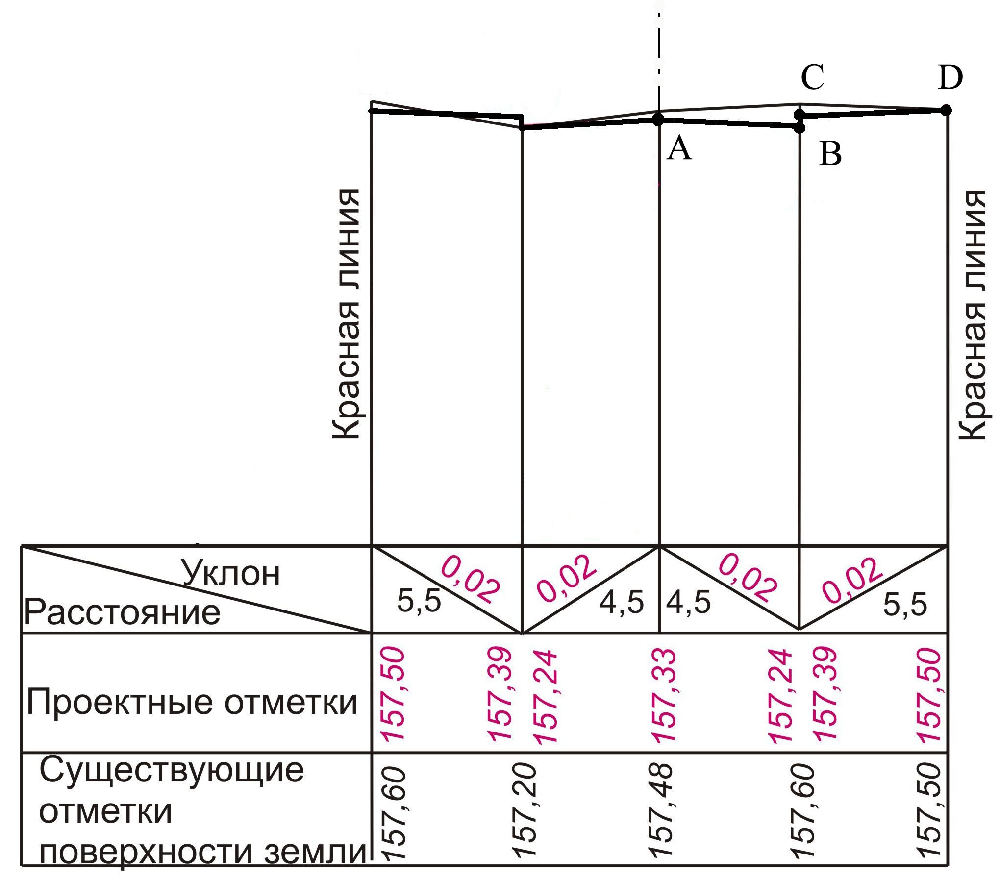 C D
A B
Красная линия
Красная линия
Уклон
Расстояние
0,02 0,02 0,02 0,02
5,5 4,5 4,5 5,5
Проектные отметки
157,50 157,39 157,24 157,33 157,24 157,39 157,50
Существующие
отметки
поверхности земли
157,60 157,20 157,48 157,60 157,50